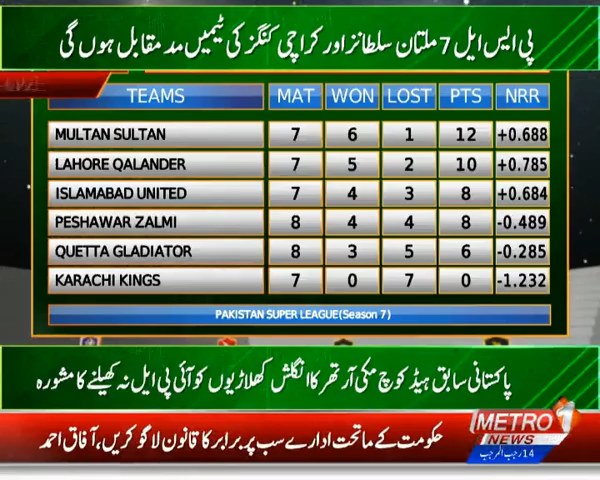 پی ایس ایل 7 ملتان سلطانز اور کراچی کنگز کی ٹیمیں مدمقابل ہوں گی
TEAMS MAT WON LOST PTS NRR
MULTAN SULTAN 7 6 1 12 +0.688
LAHORE QALANDER 7 5 2 10 +0.785
ISLAMABAD UNITED 7 4 3 8 +0.684
PESHAWAR ZALMI 8 4 4 8 -0.489
QUETTA GLADIATOR 8 3 5 6 -0.285
KARACHI KINGS 7 0 7 0 -1.232
PAKISTAN SUPER LEAGUE(Season 7)
پاکستانی سابق ہیڈ کوچ مکی آرتھر کا انگلش کھلاڑیوں کو آئی پی ایل نہ کھیلنے کا مشورہ
حکومت کے ماتحت ادارے سب پر برابر کا قانون لاگو کریں، آفاق احمد
METRO 1
NEWS
14 رجب المرجب